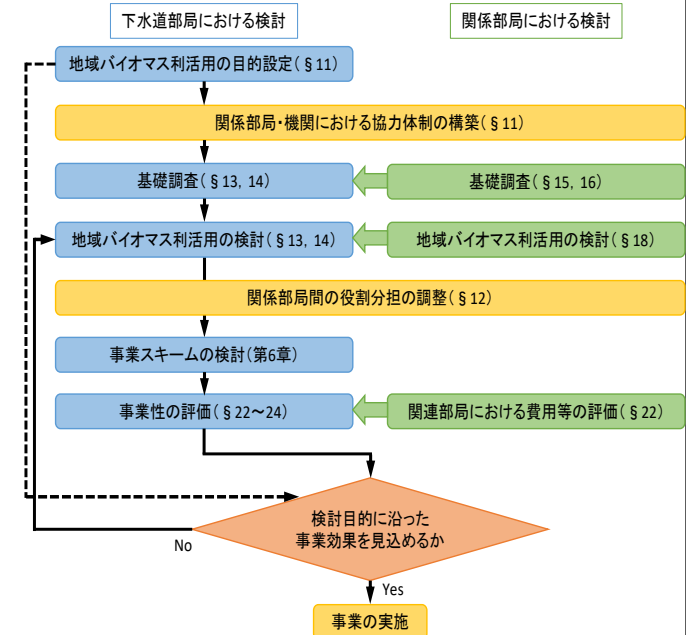 下水道部局における検討
関係部局における検討
地域バイオマス利活用の目的設定(§11)
関係部局・機関における協力体制の構築(§11)
基礎調査(§13, 14)
基礎調査(§15, 16)
地域バイオマス利活用の検討(§13, 14)
地域バイオマス利活用の検討(§18)
関係部局間の役割分担の調整(§12)
事業スキームの検討(第6章)
事業性の評価(§22～24)
関連部局における費用等の評価(§22)
検討目的に沿った
事業効果を見込めるか
No
Yes
事業の実施